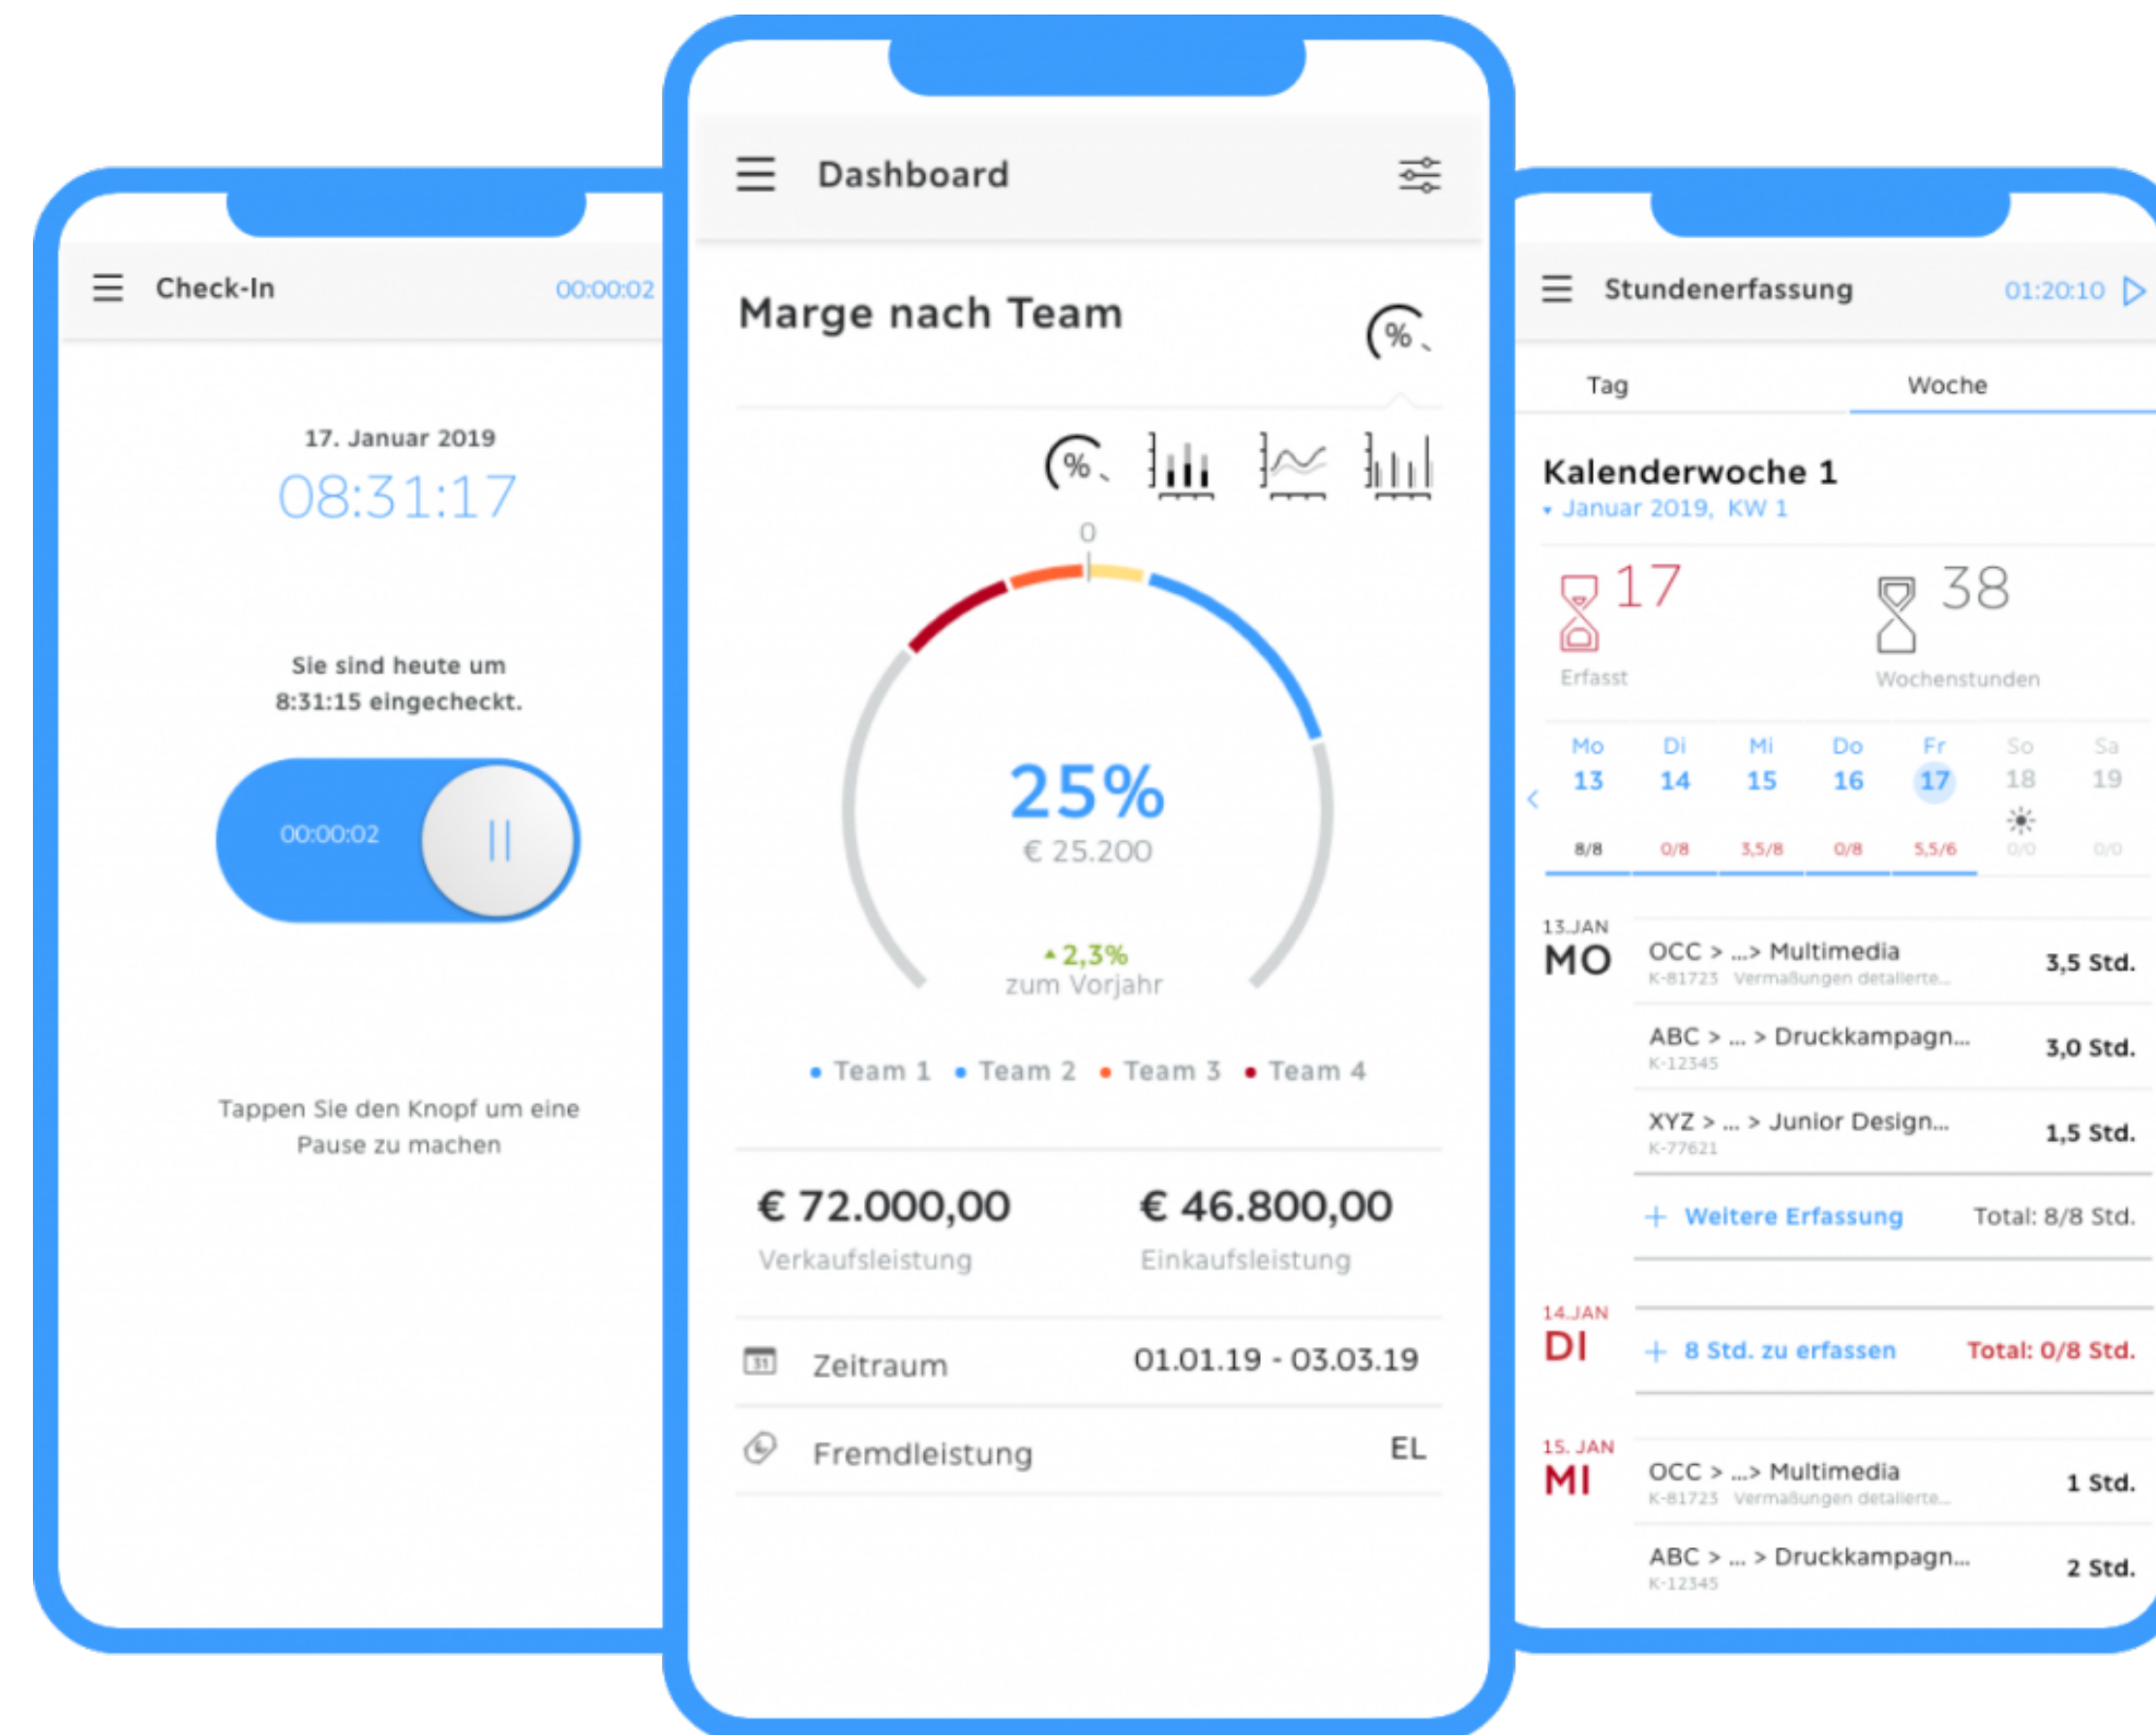 Check-In 00:00:02
17. Januar 2019
08:31:17
Sie sind heute um
8:31:15 eingecheckt.
00:00:02
Tappen Sie den Knopf um eine
Pause zu machen
Dashboard
Marge nach Team
%
%
0
25%
€ 25.200
2,3%
zum Vorjahr
Team 1 Team 2 Team 3 Team 4
€ 72.000,00 € 46.800,00
Verkaufsleistung Einkaufsleistung
31 Zeitraum 01.01.19 - 03.03.19
Fremdleistung EL
Stundenerfassung 01:20:10
Tag Woche
Kalenderwoche 1
Januar 2019, KW 1
17 38
Erfasst Wochenstunden
Mo Di Mi Do Fr So Sa
13 14 15 16 17 18 19
8/8 0/8 3,5/8 0/8 5,5/6 0/0 0/0
13.JAN
MO
OCC > ...> Multimedia 3,5 Std.
K-81723 Vermaßungen detalierte...
ABC > ... > Druckkampagn... 3,0 Std.
K-12345
XYZ > ... > Junior Design... 1,5 Std.
K-77621
+ Weitere Erfassung Total: 8/8 Std.
14.JAN
DI
+ 8 Std. zu erfassen Total: 0/8 Std.
15. JAN
MI
OCC > ...> Multimedia 1 Std.
K-81723 Vermaßungen detalierte...
ABC > ... > Druckkampagn... 2 Std.
K-12345